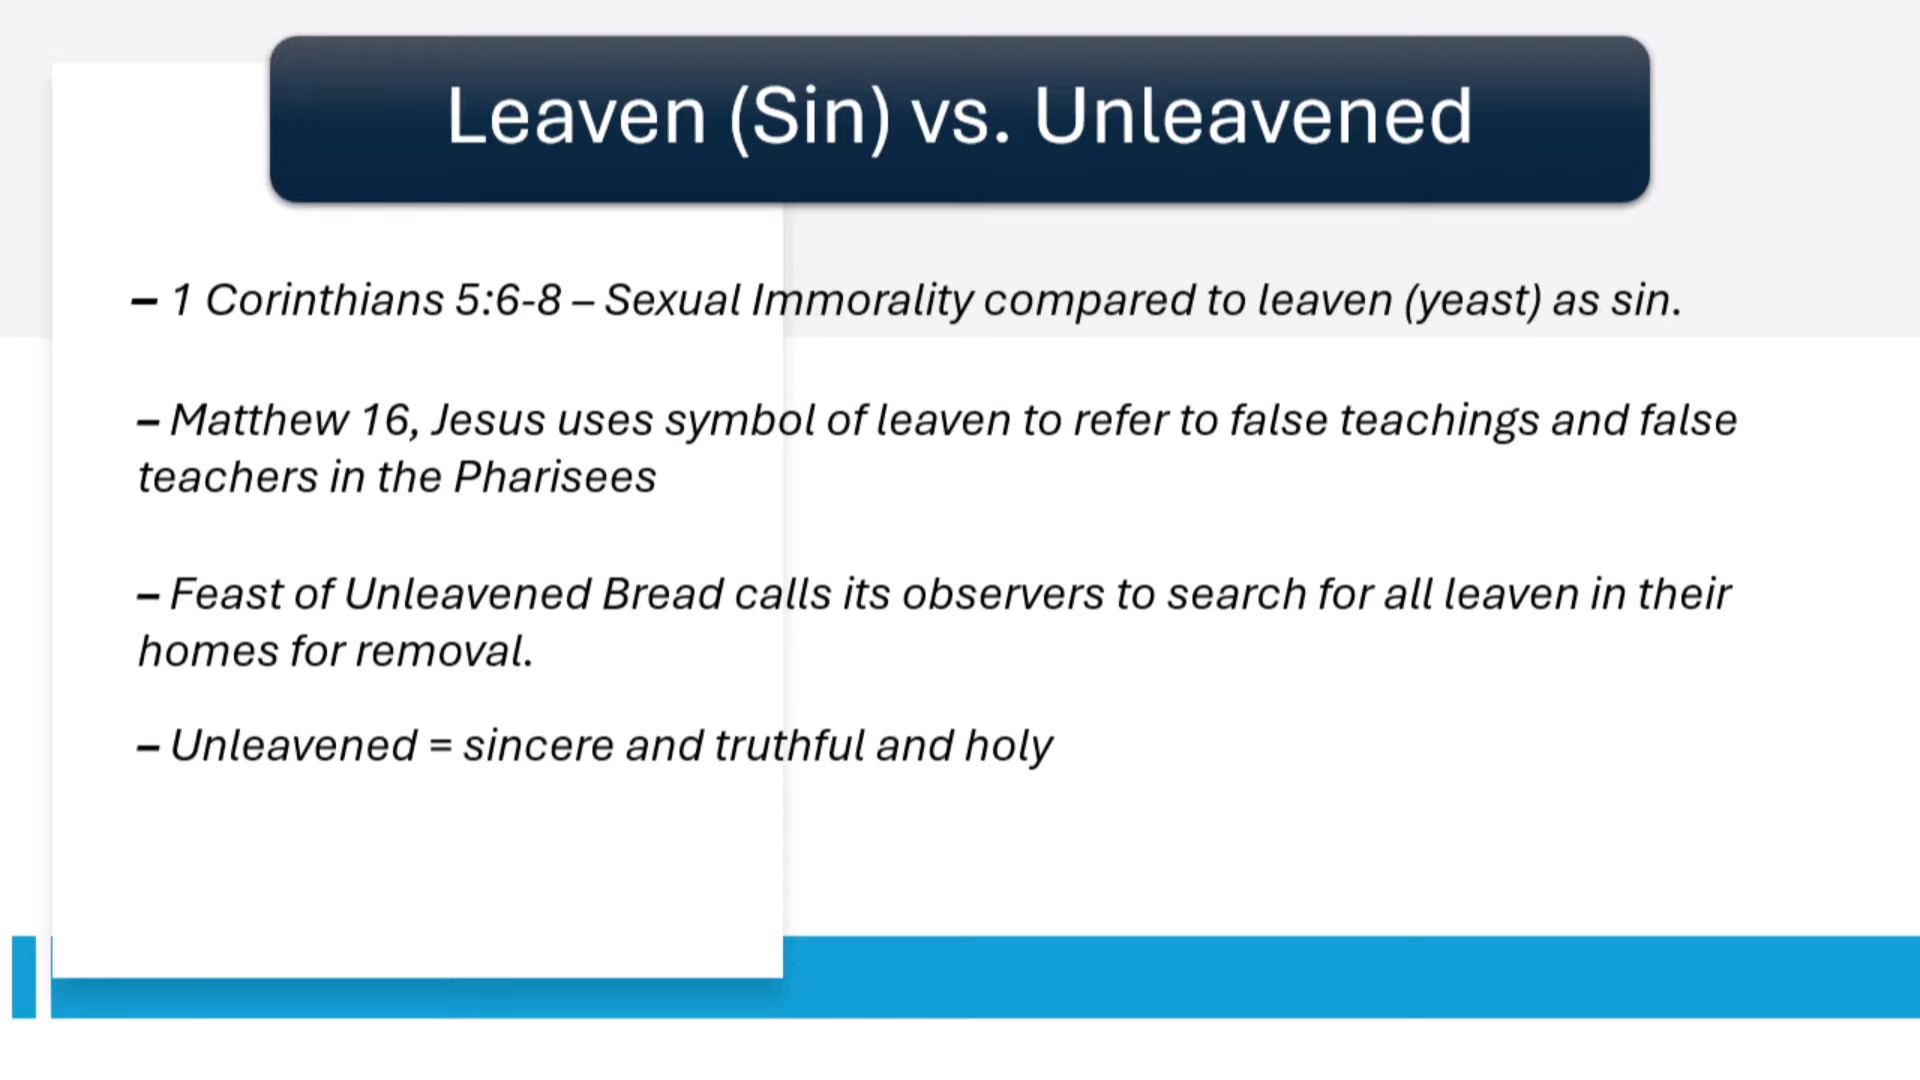 Leaven (Sin) vs. Unleavened
– 1 Corinthians 5:6-8 – Sexual Immorality compared to leaven (yeast) as sin.
– Matthew 16, Jesus uses symbol of leaven to refer to false teachings and false
teachers in the Pharisees
– Feast of Unleavened Bread calls its observers to search for all leaven in their
homes for removal.
– Unleavened = sincere and truthful and holy